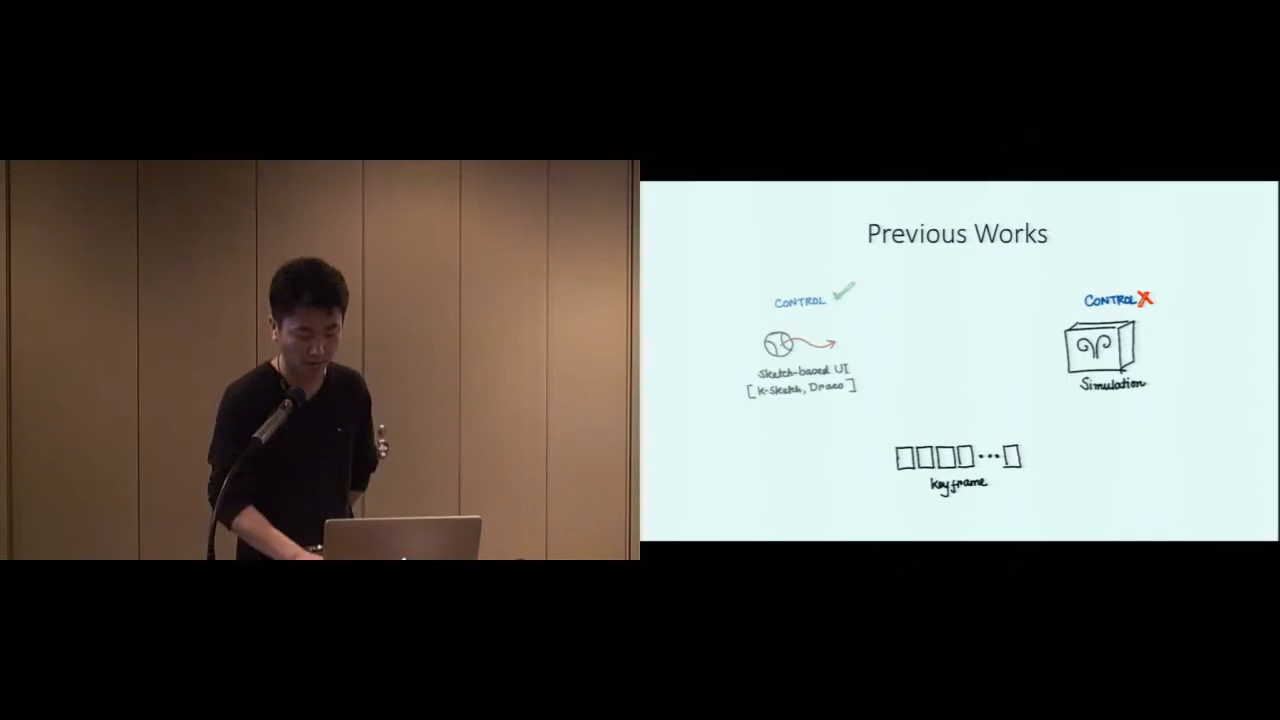 Previous Works
CONTROL
CONTROL X
Sketch-based UI
[K-Sketch, Draco]
Simulation
keyframe